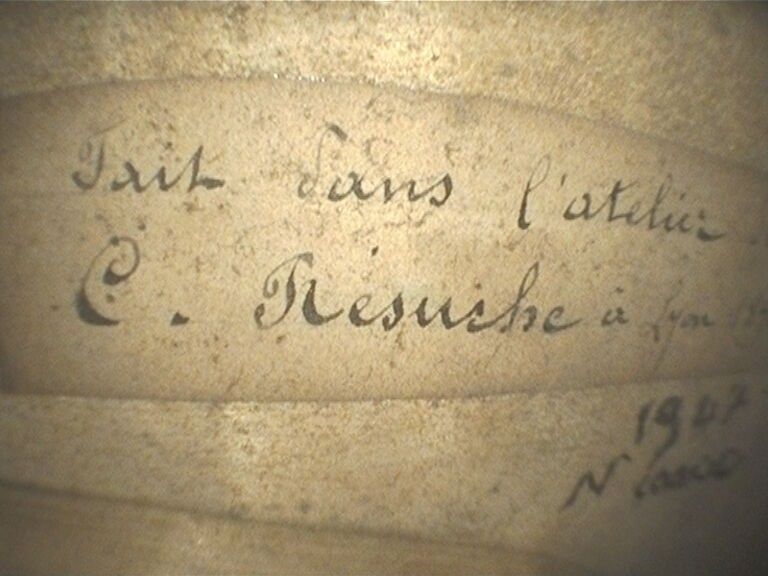 Fait dans l'atelier
C. Résuche à Lyon
1947